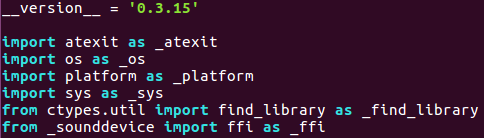 __version__ = '0.3.15'

import atexit as _atexit
import os as _os
import platform as _platform
import sys as _sys
from ctypes.util import find_library as _find_library
from _sounddevice import ffi as _ffi